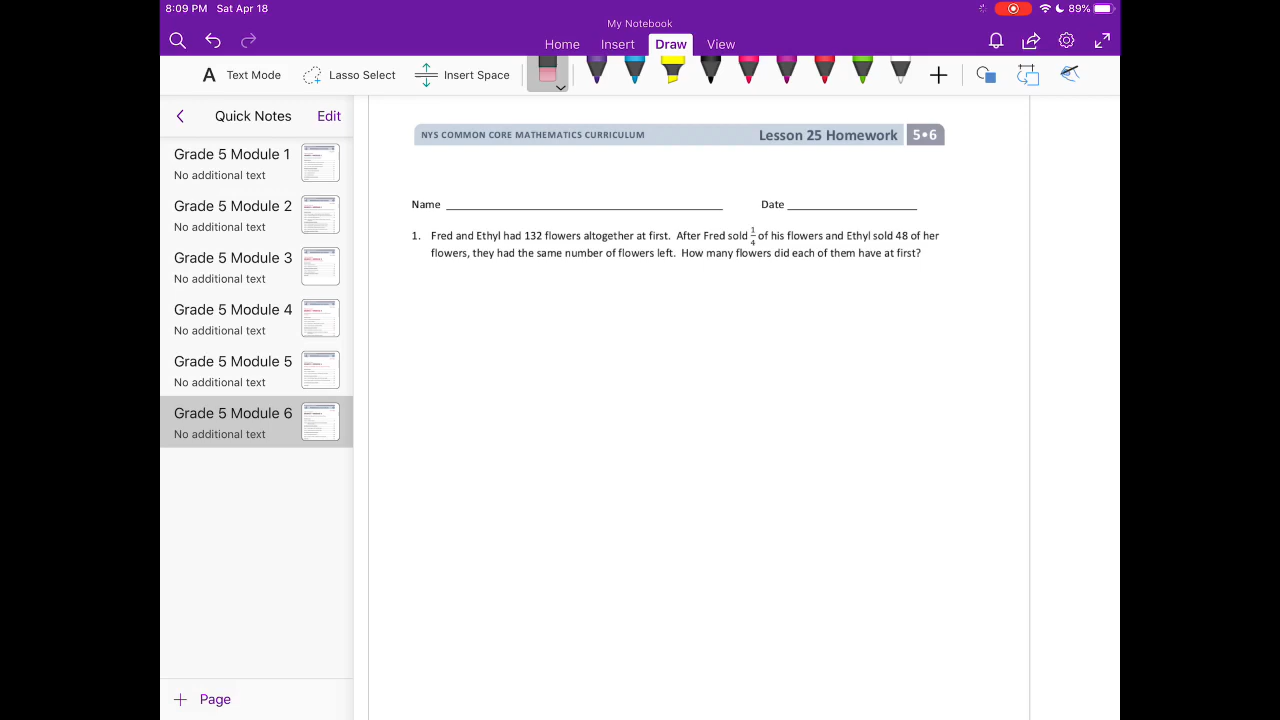 8:09 PM Sat Apr 18
89%
My Notebook
Home Insert Draw View
A Text Mode Lasso Select Insert Space
Quick Notes Edit
Grade 5 Module 1
No additional text
Grade 5 Module 2
No additional text
Grade 5 Module 3
No additional text
Grade 5 Module 4
No additional text
Grade 5 Module 5
No additional text
Grade 5 Module 6
No additional text
+ Page
NYS COMMON CORE MATHEMATICS CURRICULUM Lesson 25 Homework 5•6
Name Date
1. Fred and Ethyl had 132 flowers together at first. After Fred sold 1/4 of his flowers and Ethyl sold 48 of her
flowers, they had the same number of flowers left. How many flowers did each of them have at first?